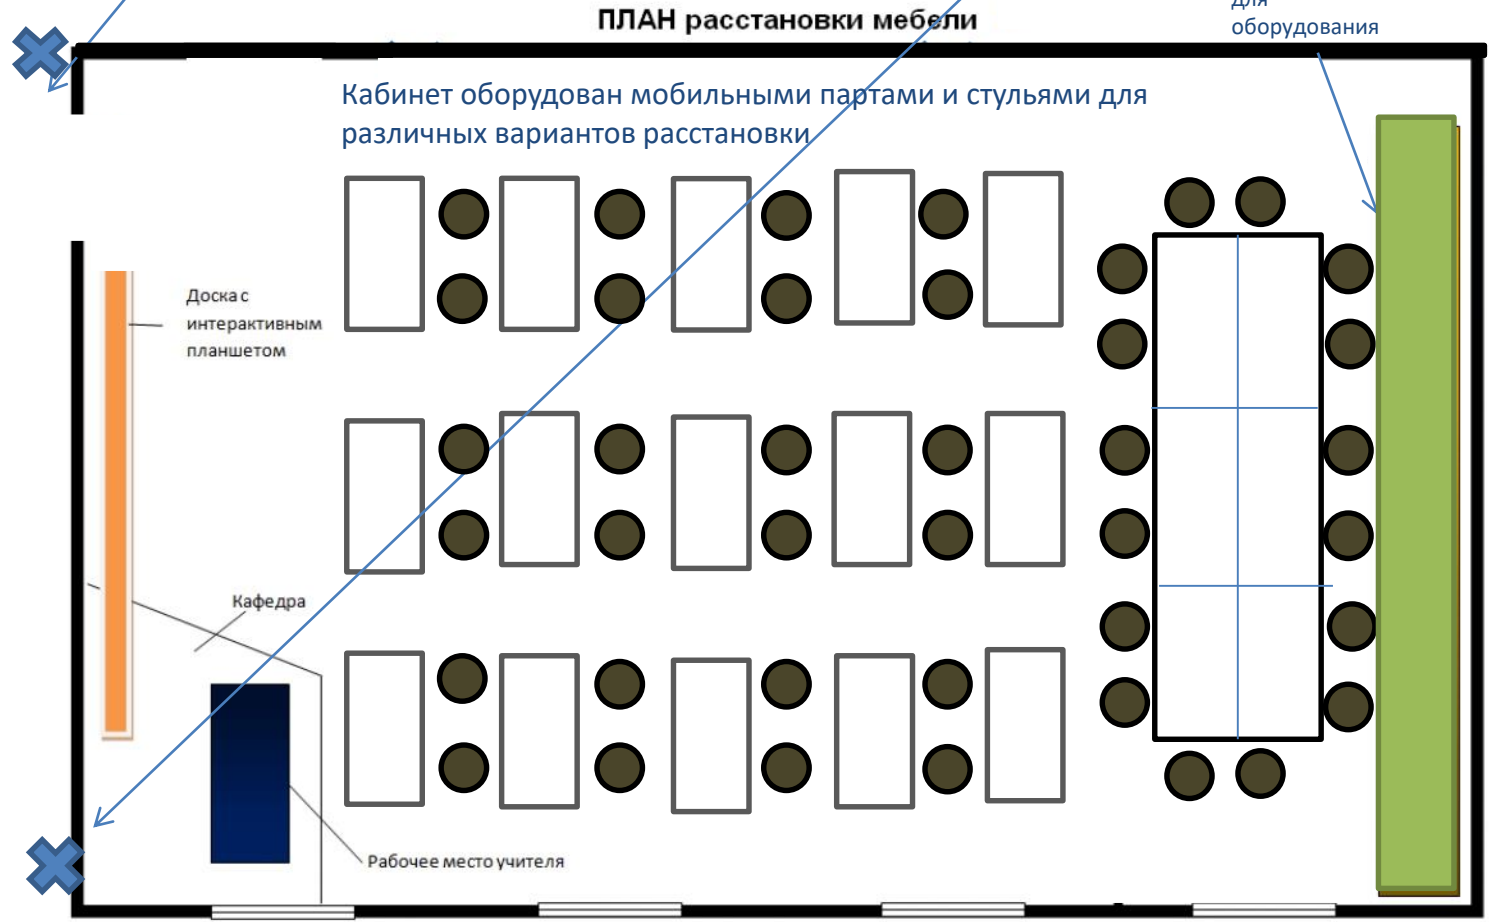 ПЛАН расстановки мебели
для
оборудования
Кабинет оборудован мобильными партами и стульями для
различных вариантов расстановки
Доска с
интерактивным
планшетом
Кафедра
Рабочее место учителя